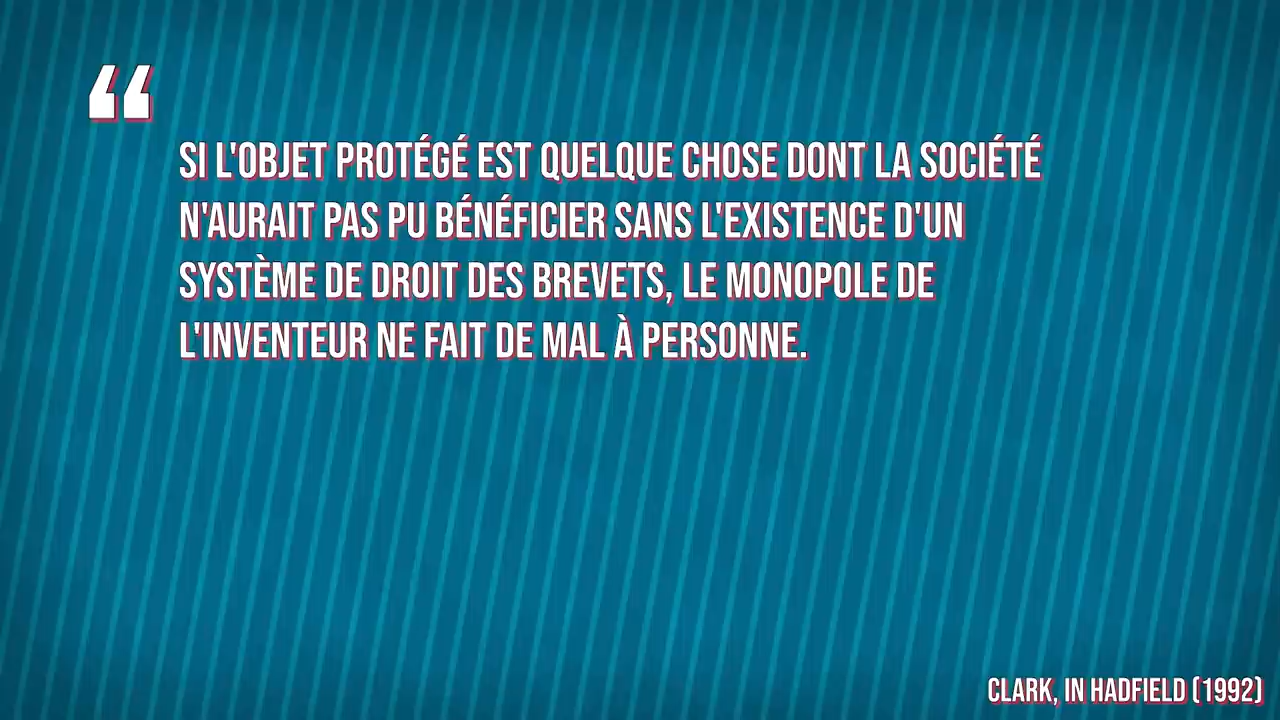 “
SI L'OBJET PROTÉGÉ EST QUELQUE CHOSE DONT LA SOCIÉTÉ
N'AURAIT PAS PU BÉNÉFICIER SANS L'EXISTENCE D'UN
SYSTÈME DE DROIT DES BREVETS, LE MONOPOLE DE
L'INVENTEUR NE FAIT DE MAL À PERSONNE.
CLARK, IN HADFIELD (1992)